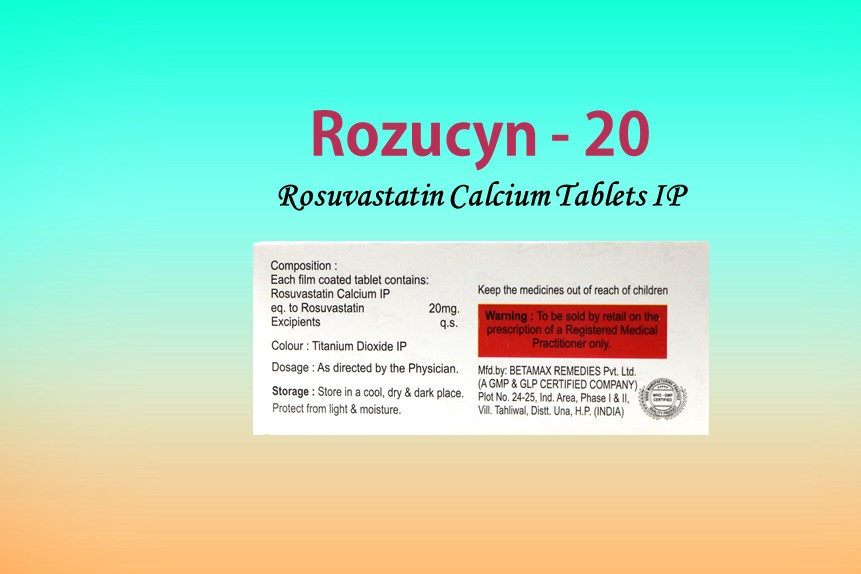 Rozucyn - 20
Rosuvastatin Calcium Tablets IP
Composition :
Each film coated tablet contains:
Rosuvastatin Calcium IP
eq. to Rosuvastatin 20mg.
Excipients q.s.
Colour : Titanium Dioxide IP
Dosage : As directed by the Physician.
Storage : Store in a cool, dry & dark place.
Protect from light & moisture.
Keep the medicines out of reach of children
Warning : To be sold by retail on the
prescription of a Registered Medical
Practitioner only.
Mfd.by: BETAMAX REMEDIES Pvt. Ltd.
(A GMP & GLP CERTIFIED COMPANY)
Plot No. 24-25, Ind. Area, Phase I & II,
Vill. Tahliwal, Distt. Una, H.P. (INDIA)
WHO - GMP
CERTIFIED